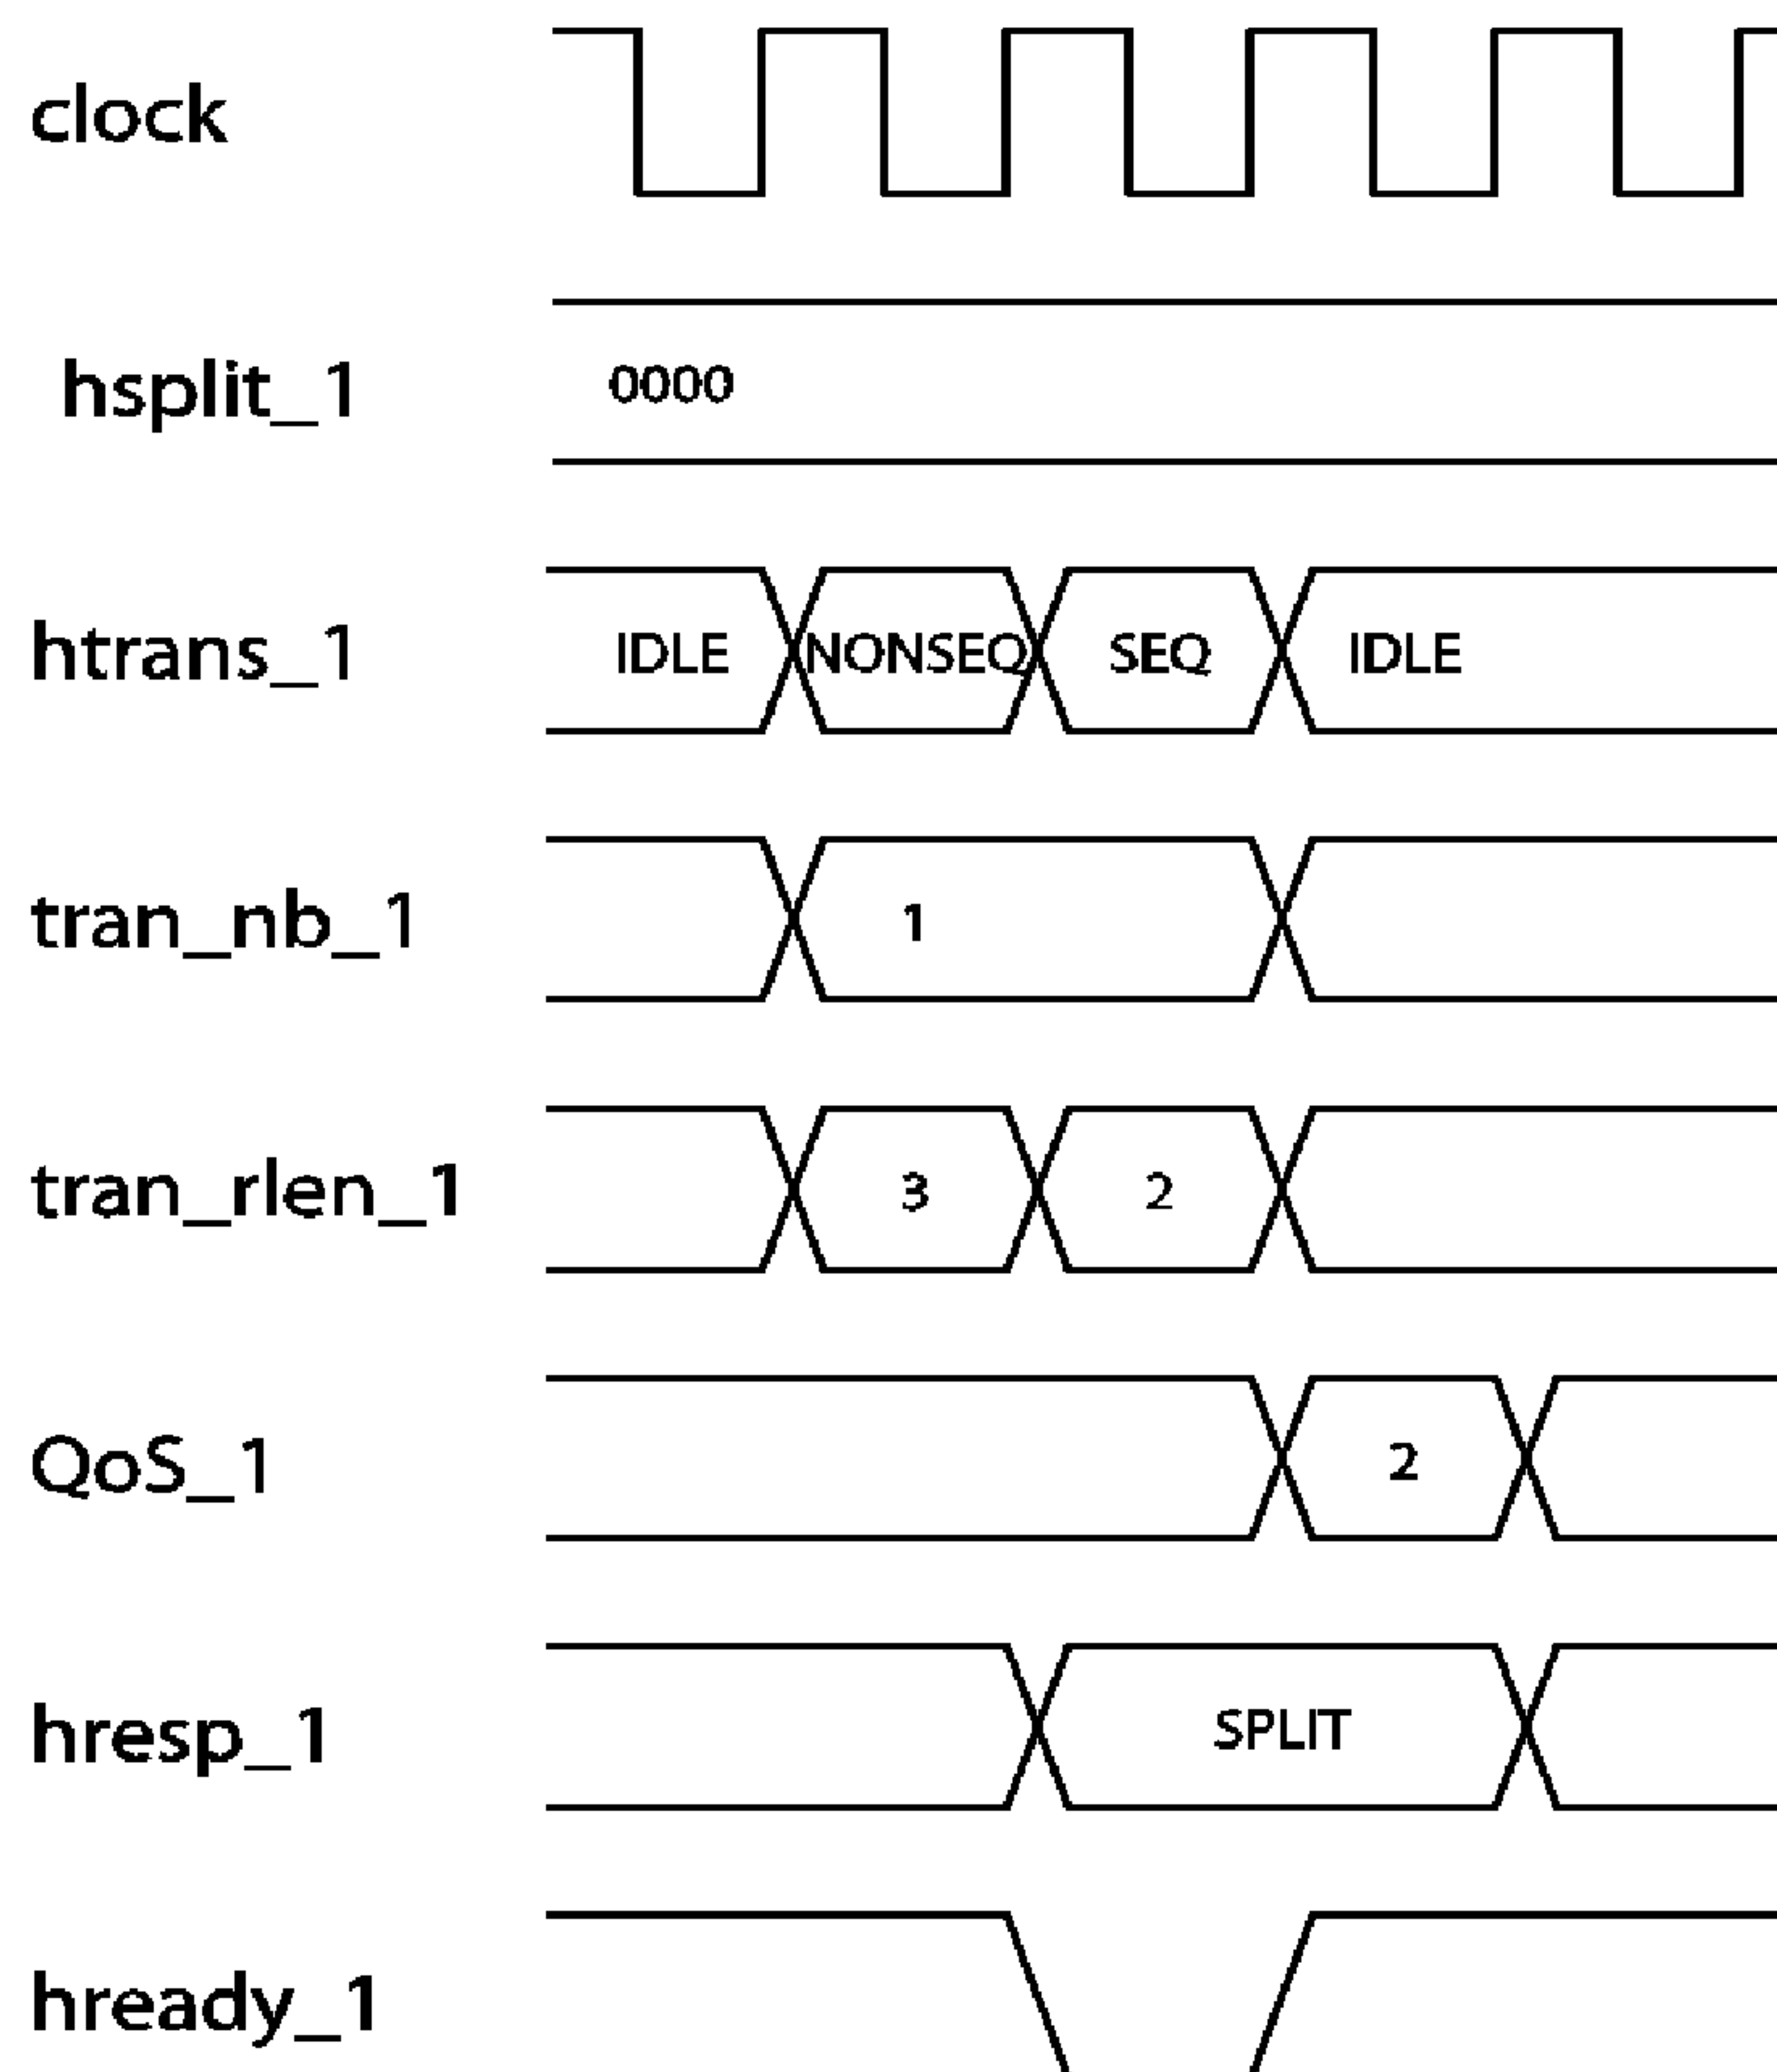 clock
hsplit_1 0000
htrans_1 IDLE NONSEQ SEQ IDLE
tran_nb_1 1
tran_rlen_1 3 2
QoS_1 2
hresp_1 SPLIT
hready_1